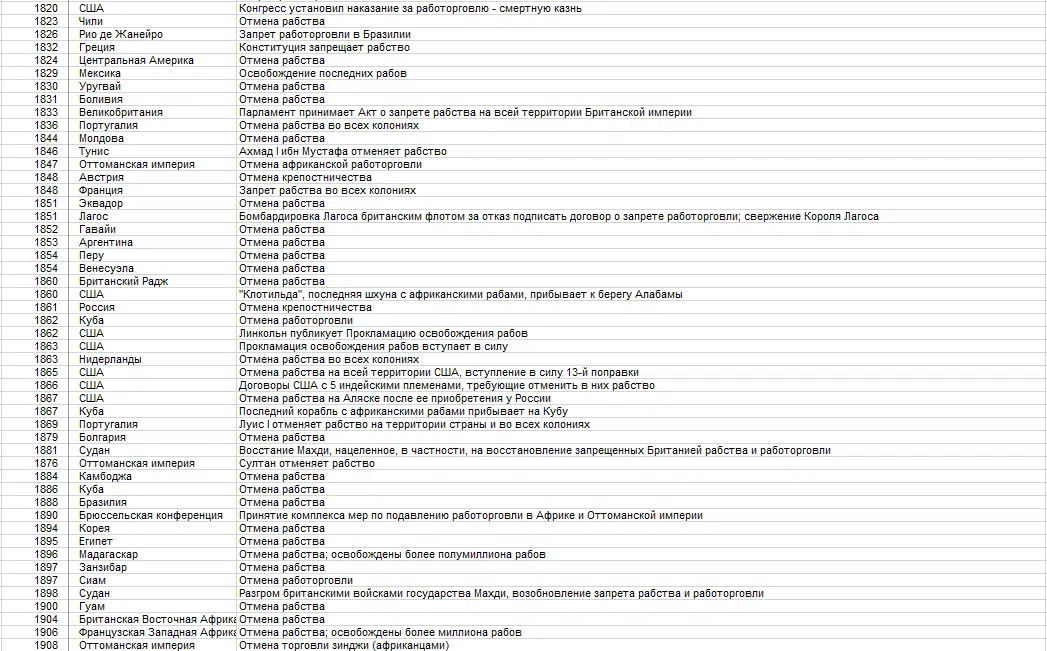 1820 США Конгресс установил наказание за работорговлю - смертную казнь
1823 Чили Отмена рабства
1826 Рио де Жанейро Запрет работорговли в Бразилии
1832 Греция Конституция запрещает рабство
1824 Центральная Америка Отмена рабства
1829 Мексика Освобождение последних рабов
1830 Уругвай Отмена рабства
1831 Боливия Отмена рабства
1833 Великобритания Парламент принимает Акт о запрете рабства на всей территории Британской империи
1836 Португалия Отмена рабства во всех колониях
1844 Молдова Отмена рабства
1846 Тунис Ахмад I ибн Мустафа отменяет рабство
1847 Оттоманская империя Отмена африканской работорговли
1848 Австрия Отмена крепостничества
1848 Франция Запрет рабства во всех колониях
1851 Эквадор Отмена рабства
1851 Лагос Бомбардировка Лагоса британским флотом за отказ подписать договор о запрете работорговли; свержение Короля Лагоса
1852 Гавайи Отмена рабства
1853 Аргентина Отмена рабства
1854 Перу Отмена рабства
1854 Венесуэла Отмена рабства
1860 Британский Радж Отмена рабства
1860 США "Клотильда", последняя шхуна с африканскими рабами, прибывает к берегу Алабамы
1861 Россия Отмена крепостничества
1862 Куба Отмена работорговли
1862 США Линкольн публикует Прокламацию освобождения рабов
1863 США Прокламация освобождения рабов вступает в силу
1863 Нидерланды Отмена рабства во всех колониях
1865 США Отмена рабства на всей территории США, вступление в силу 13-й поправки
1866 США Договоры США с 5 индейскими племенами, требующие отменить в них рабство
1867 США Отмена рабства на Аляске после ее приобретения у России
1867 Куба Последний корабль с африканскими рабами прибывает на Кубу
1869 Португалия Луис I отменяет рабство на территории страны и во всех колониях
1879 Болгария Отмена рабства
1881 Судан Восстание Махди, нацеленное, в частности, на восстановление запрещенных Британией рабства и работорговли
1876 Оттоманская империя Султан отменяет рабство
1884 Камбоджа Отмена рабства
1886 Куба Отмена рабства
1888 Бразилия Отмена рабства
1890 Брюссельская конференция Принятие комплекса мер по подавлению работорговли в Африке и Оттоманской империи
1894 Корея Отмена рабства
1895 Египет Отмена рабства
1896 Мадагаскар Отмена рабства; освобождены более полумиллиона рабов
1897 Занзибар Отмена рабства
1897 Сиам Отмена работорговли
1898 Судан Разгром британскими войсками государства Махди, возобновление запрета рабства и работорговли
1900 Гуам Отмена рабства
1904 Британская Восточная Африка Отмена рабства
1906 Французская Западная Африка Отмена рабства; освобождены более миллиона рабов
1908 Оттоманская империя Отмена торговли зинджи (африканцами)